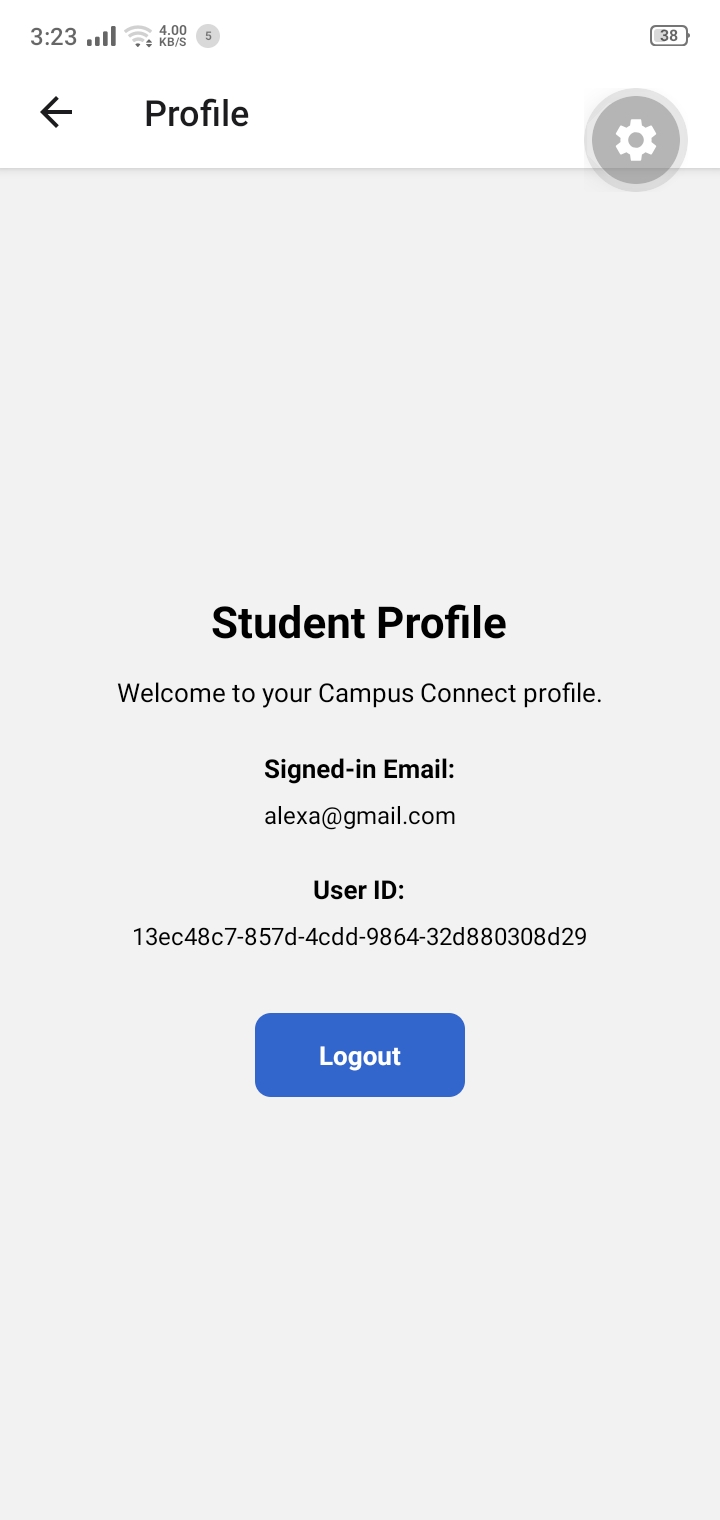 3:23 4.00 KB/S 5 38
Profile
Student Profile
Welcome to your Campus Connect profile.
Signed-in Email:
alexa@gmail.com
User ID:
13ec48c7-857d-4cdd-9864-32d880308d29
Logout